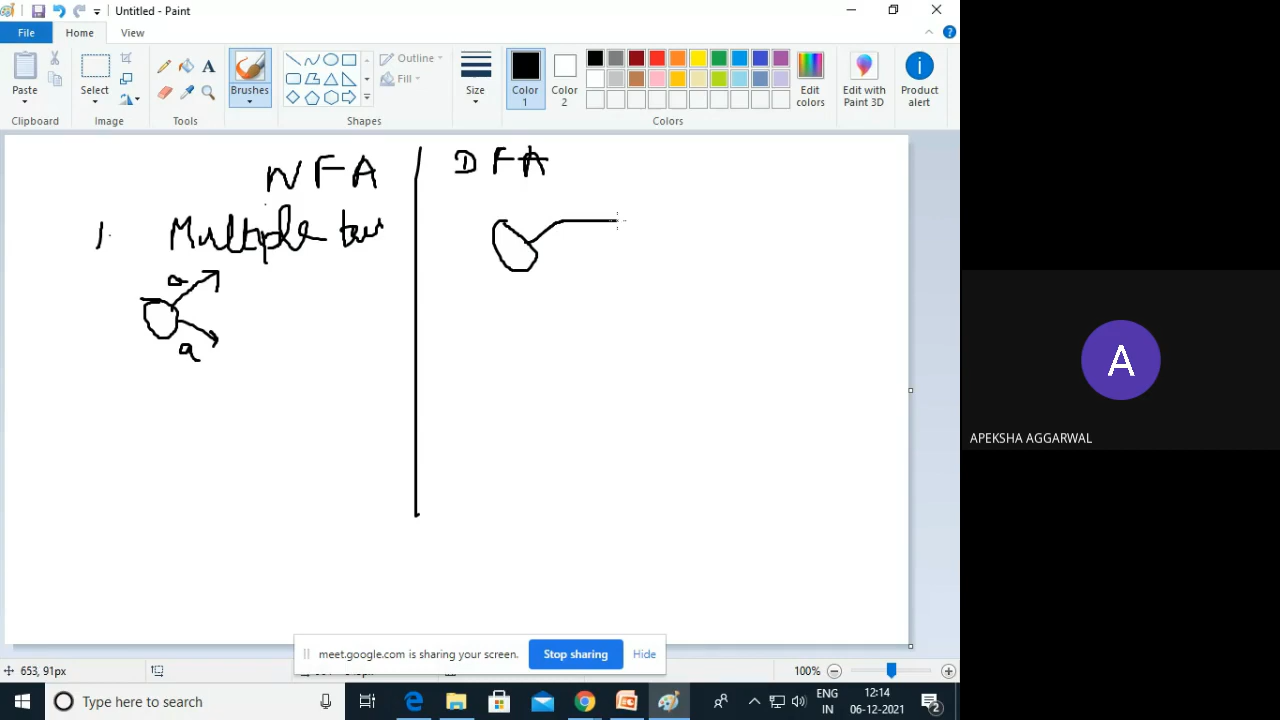 Untitled - Paint
File Home View
Paste
Select
Brushes
Outline
Fill
Size
Color 1
Color 2
Edit colors
Edit with Paint 3D
Product alert
Clipboard Image Tools Shapes Colors
NFA DFA
1. Multiple
a
a
A
APEKSHA AGGARWAL
meet.google.com is sharing your screen. Stop sharing Hide
653, 91px 100%
Type here to search
ENG
IN
12:14
06-12-2021
2